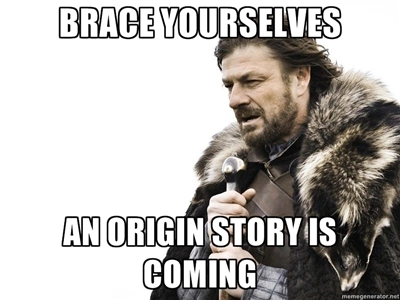 BRACE YOURSELVES
AN ORIGIN STORY IS
COMING
memegenerator.net